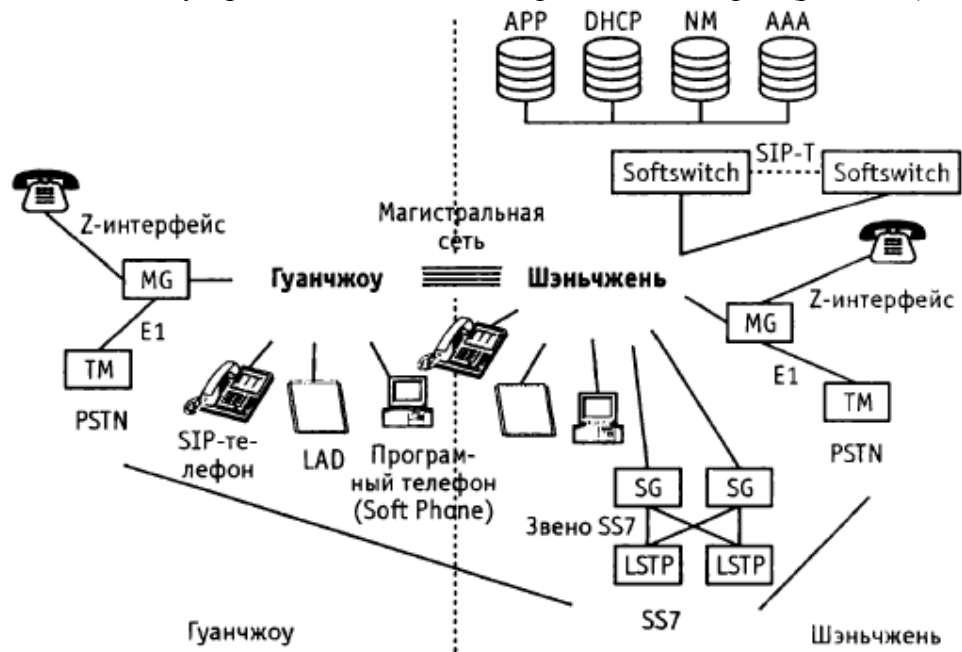 APP DHCP NM AAA
Softswitch SIP-T Softswitch
Z-интерфейс
Магистральная
сеть
MG
Гуанчжоу
Шэньчжень
Z-интерфейс
MG
E1
TM
PSTN
E1
TM
PSTN
SIP-те-
лефон
LAD
Програм-
ный телефон
(Soft Phone)
SG SG
Звено SS7
LSTP LSTP
SS7
Гуанчжоу
Шэньчжень